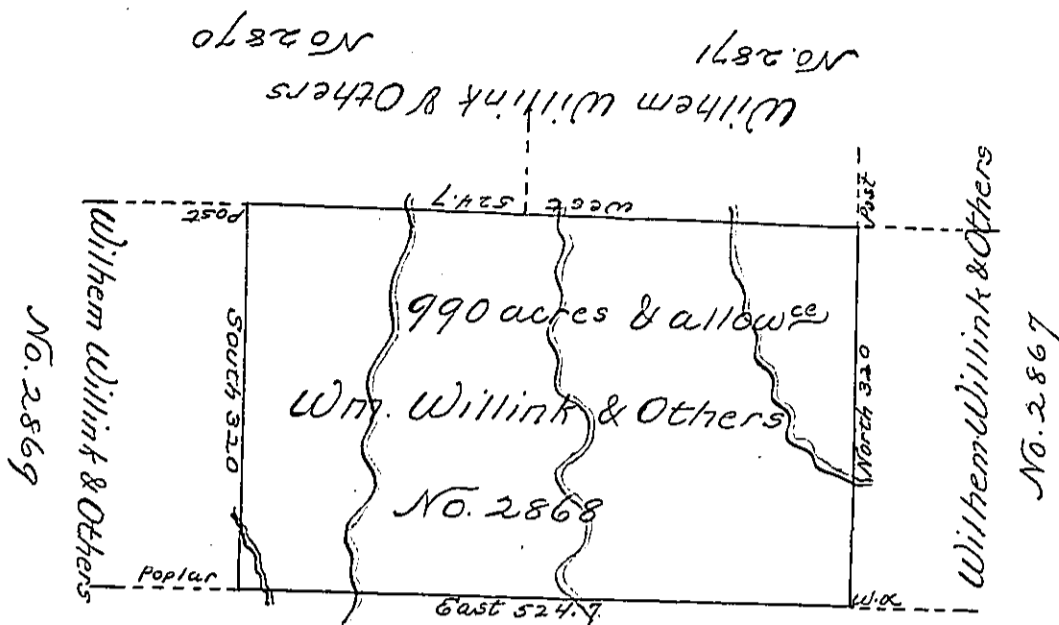 No 2870
No. 2871
Wilhem Willink & Others
Post
524.7
West
Post
990 acres & allowce
Wm. Willink & Others
No. 2868
South 320
North 320
Wilhem Willink & Others
No. 2869
Wilhem Willink & Others
No. 2867
Poplar
East 524.7.
W.o.